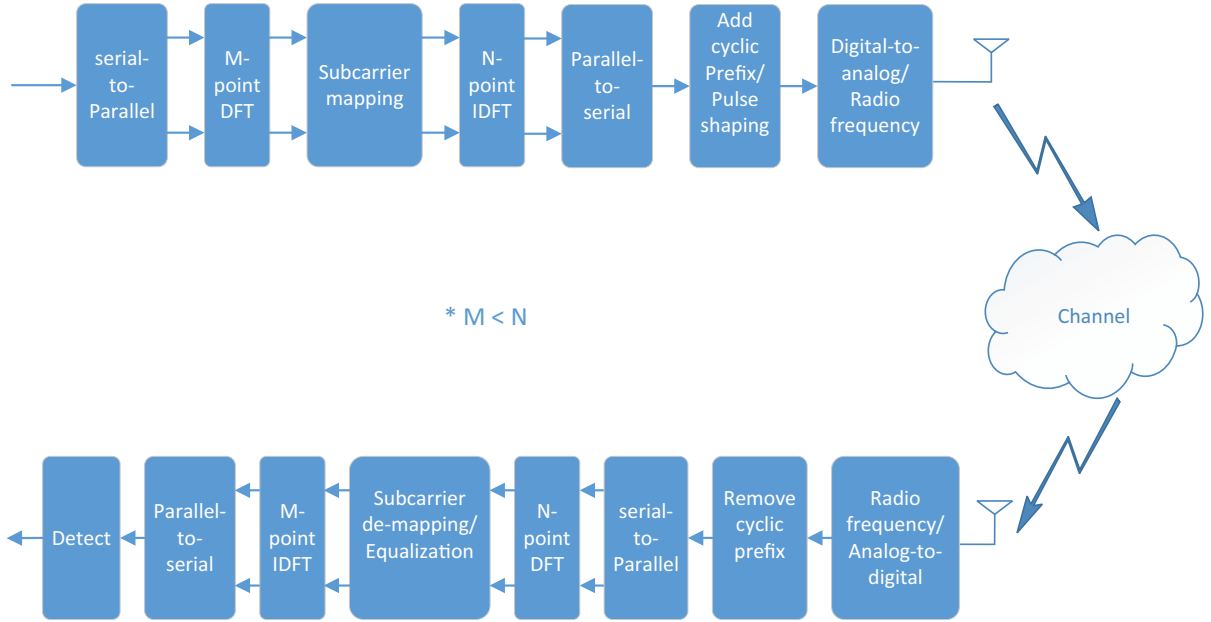 serial-
to-
Parallel
M-
point
DFT
Subcarrier
mapping
N-
point
IDFT
Parallel-
to-
serial
Add
cyclic
Prefix/
Pulse
shaping
Digital-to-
analog/
Radio
frequency
Channel
* M < N
Detect
Parallel-
to-
serial
M-
point
IDFT
Subcarrier
de-mapping/
Equalization
N-
point
DFT
serial-
to-
Parallel
Remove
cyclic
prefix
Radio
frequency/
Analog-to-
digital